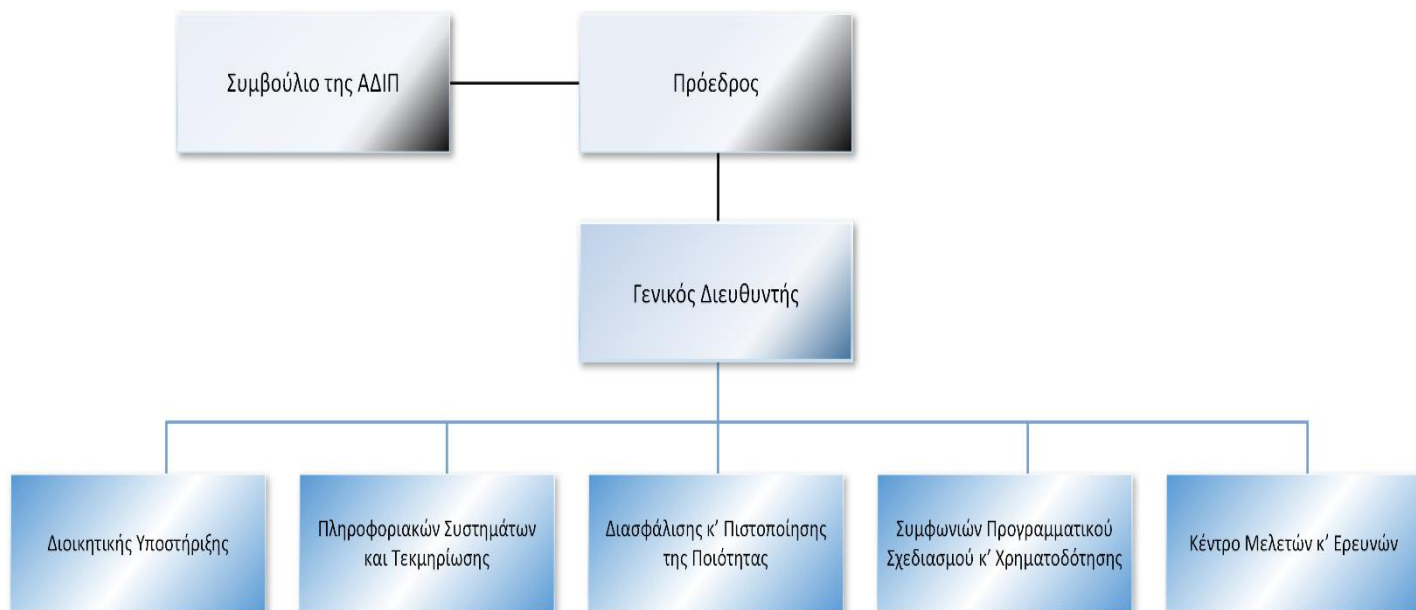 Συμβούλιο της ΑΔΙΠ
Πρόεδρος
Γενικός Διευθυντής
Διοικητικής Υποστήριξης
Πληροφοριακών Συστημάτων
και Τεκμηρίωσης
Διασφάλισης κ’ Πιστοποίησης
της Ποιότητας
Συμφωνιών Προγραμματικού
Σχεδιασμού κ’ Χρηματοδότησης
Κέντρο Μελετών κ’ Ερευνών